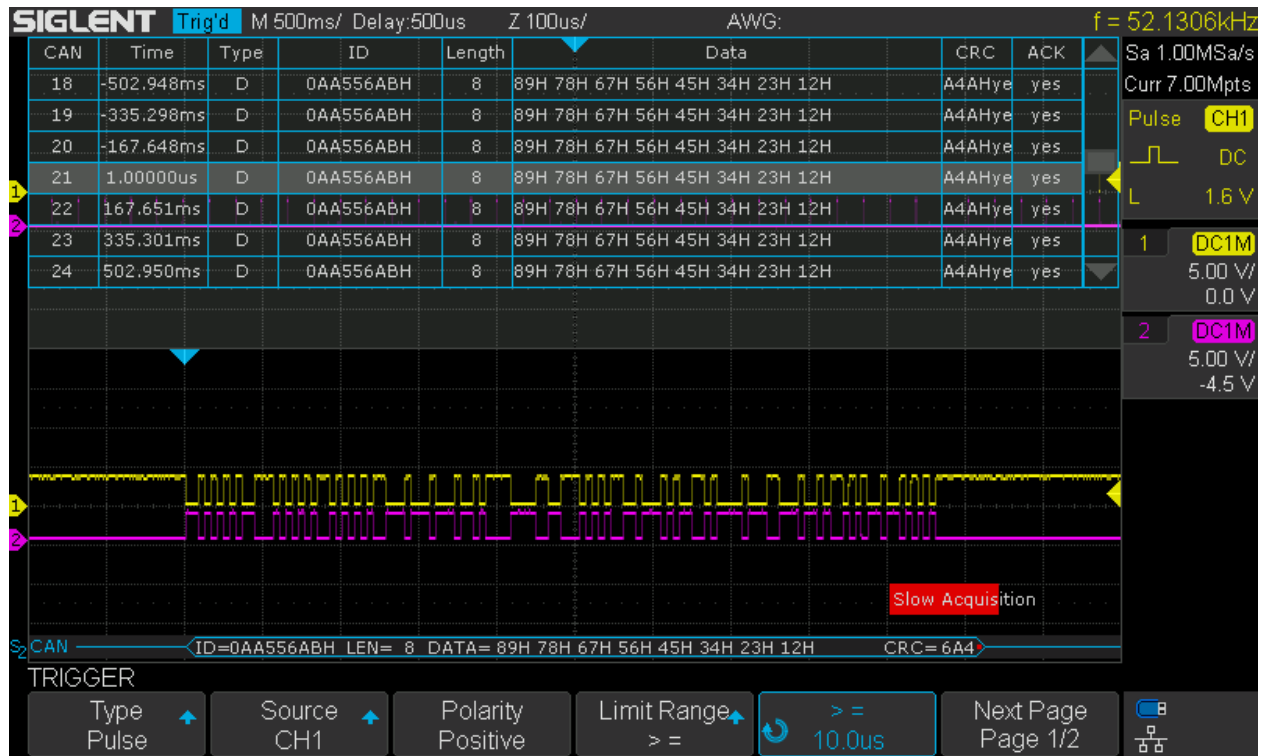 SIGLENT Trig'd M 500ms/ Delay:500us Z 100us/ AWG: f = 52.1306kHz
CAN Time Type ID Length Data CRC ACK Sa 1.00MSa/s
18 -502.948ms D 0AA556ABH 8 89H 78H 67H 56H 45H 34H 23H 12H A4AHye yes Curr 7.00Mpts
19 -335.298ms D 0AA556ABH 8 89H 78H 67H 56H 45H 34H 23H 12H A4AHye yes Pulse CH1
20 -167.648ms D 0AA556ABH 8 89H 78H 67H 56H 45H 34H 23H 12H A4AHye yes DC
21 1.00000us D 0AA556ABH 8 89H 78H 67H 56H 45H 34H 23H 12H A4AHye yes
1 L 1.6 V
22 167.651ms D 0AA556ABH 8 89H 78H 67H 56H 45H 34H 23H 12H A4AHye yes
2
23 335.301ms D 0AA556ABH 8 89H 78H 67H 56H 45H 34H 23H 12H A4AHye yes 1 DC1M
24 502.950ms D 0AA556ABH 8 89H 78H 67H 56H 45H 34H 23H 12H A4AHye yes 5.00 V/
0.0 V
2 DC1M
5.00 V/
-4.5 V
1
2
Slow Acquisition
S2 CAN ID=0AA556ABH LEN= 8 DATA= 89H 78H 67H 56H 45H 34H 23H 12H CRC= 6A4
TRIGGER
Type Source Polarity Limit Range >= Next Page
Pulse CH1 Positive >= 10.0us Page 1/2